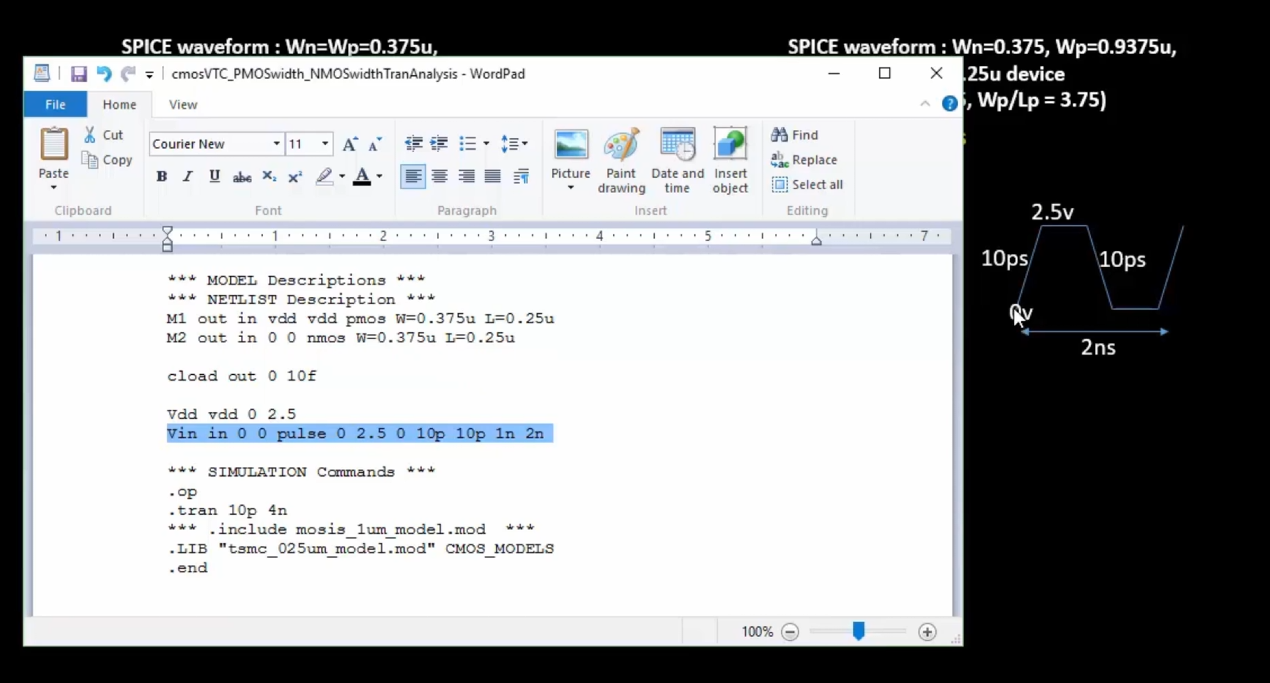 SPICE waveform : Wn=Wp=0.375u,
SPICE waveform : Wn=0.375, Wp=0.9375u,
.25u device
, Wp/Lp = 3.75)
cmosVTC_PMOSwidth_NMOSwidthTranAnalysis - WordPad
File Home View
Paste
Cut
Copy
Clipboard
Courier New 11
B I U abc X₂ X² A
Font
Paragraph
Picture
Paint drawing
Date and time
Insert object
Insert
Find
Replace
Select all
Editing
1 1 2 3 4 5 7
*** MODEL Descriptions ***
*** NETLIST Description ***
M1 out in vdd vdd pmos W=0.375u L=0.25u
M2 out in 0 0 nmos W=0.375u L=0.25u
cload out 0 10f
Vdd vdd 0 2.5
Vin in 0 0 pulse 0 2.5 0 10p 10p 1n 2n
*** SIMULATION Commands ***
.op
.tran 10p 4n
*** .include mosis_1um_model.mod ***
.LIB "tsmc_025um_model.mod" CMOS_MODELS
.end
100%
2.5v
10ps 10ps
0v
2ns